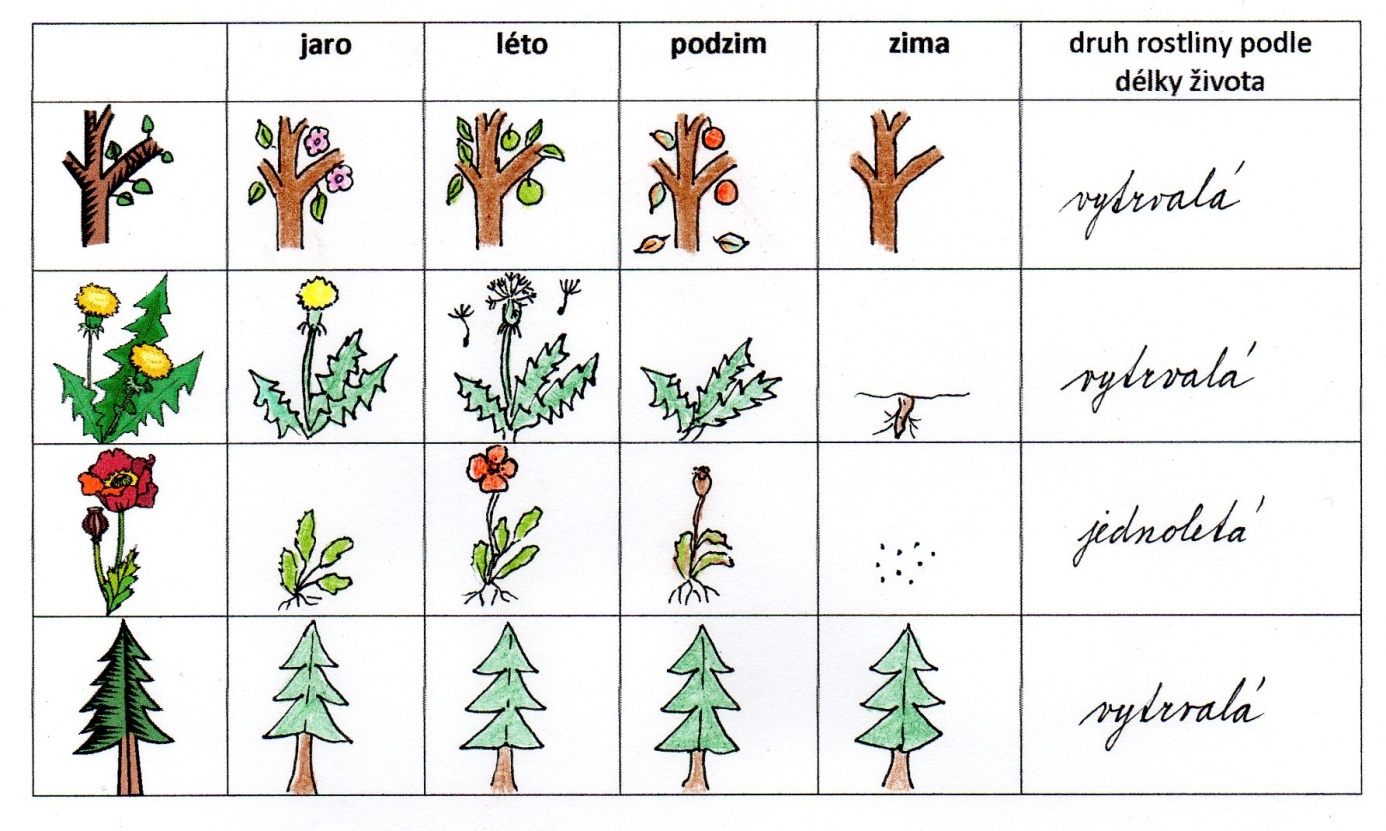 jaro
léto
podzim
zima
druh rostliny podle
délky života
vytrvalá
vytrvalá
jednoletá
vytrvalá